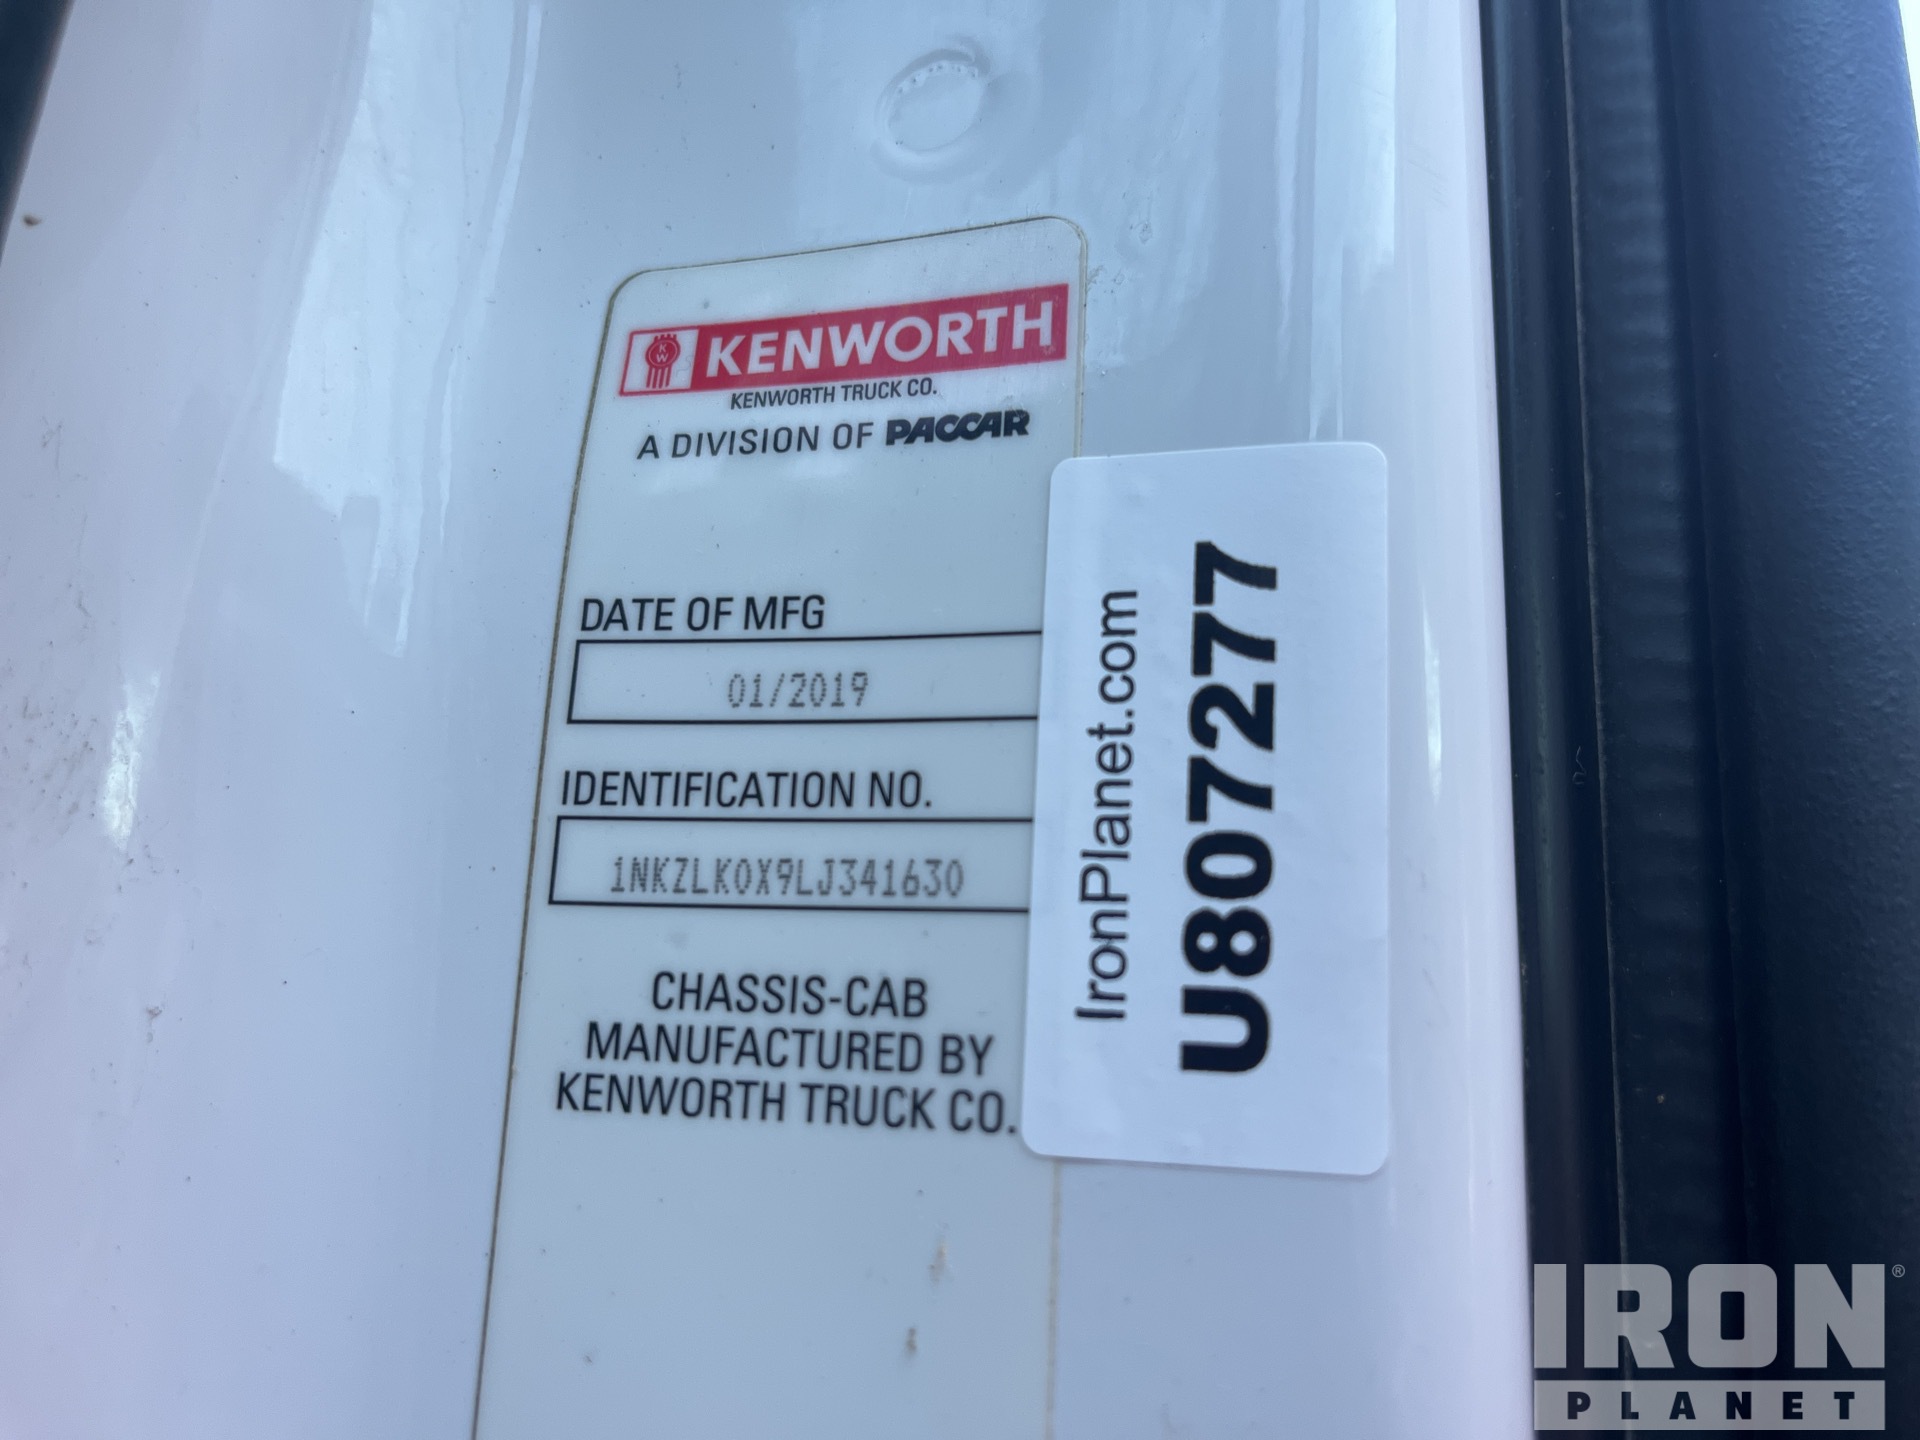 KW
KENWORTH
KENWORTH TRUCK CO.
A DIVISION OF PACCAR
DATE OF MFG
01/2019
IDENTIFICATION NO.
1NKZLK0X9LJ341630
CHASSIS-CAB
MANUFACTURED BY
KENWORTH TRUCK CO.
IronPlanet.com
U807277
IRON®
PLANET